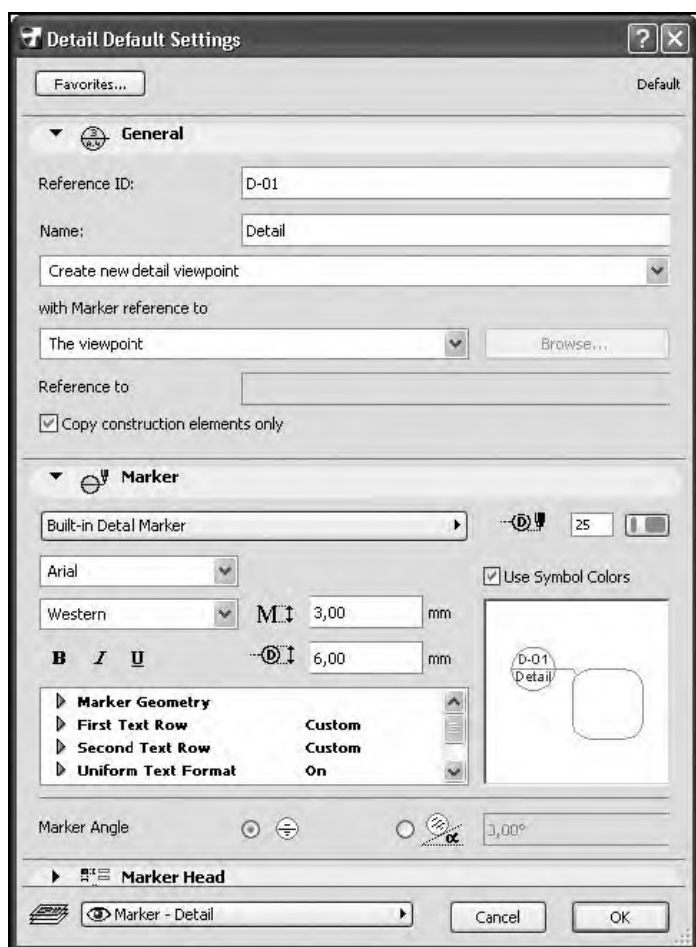 Detail Default Settings
Favorites... Default
3
A.4 General
Reference ID: D-01
Name: Detail
Create new detail viewpoint
with Marker reference to
The viewpoint Browse...
Reference to
Copy construction elements only
Marker
Built-in Detal Marker D 25
Arial Use Symbol Colors
Western M 3,00 mm
B I U D 6,00 mm
D-01
Detail
Marker Geometry
First Text Row Custom
Second Text Row Custom
Uniform Text Format On
Marker Angle α 0,00°
Marker Head
Marker - Detail Cancel OK